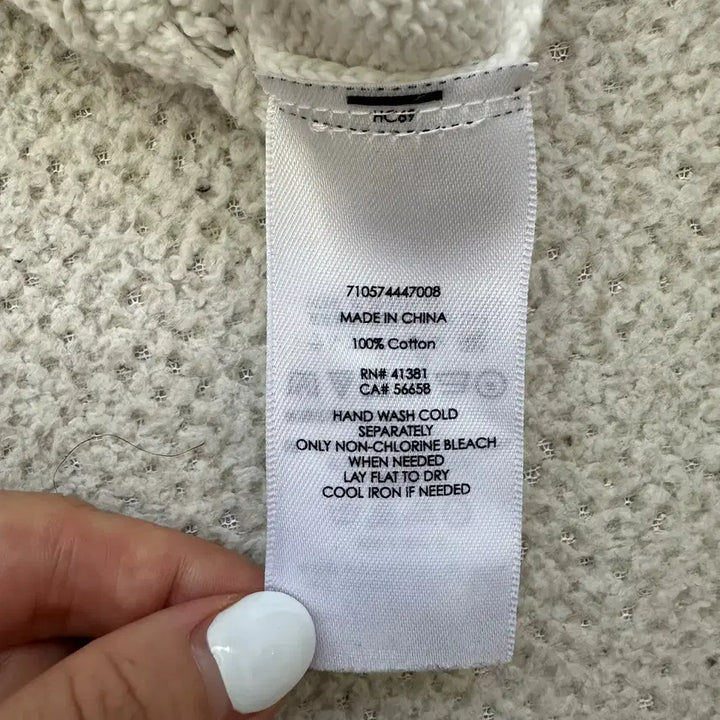 HC69
710574447008
MADE IN CHINA
100% Cotton
RN# 41381
CA# 56658
HAND WASH COLD
SEPARATELY
ONLY NON-CHLORINE BLEACH
WHEN NEEDED
LAY FLAT TO DRY
COOL IRON IF NEEDED